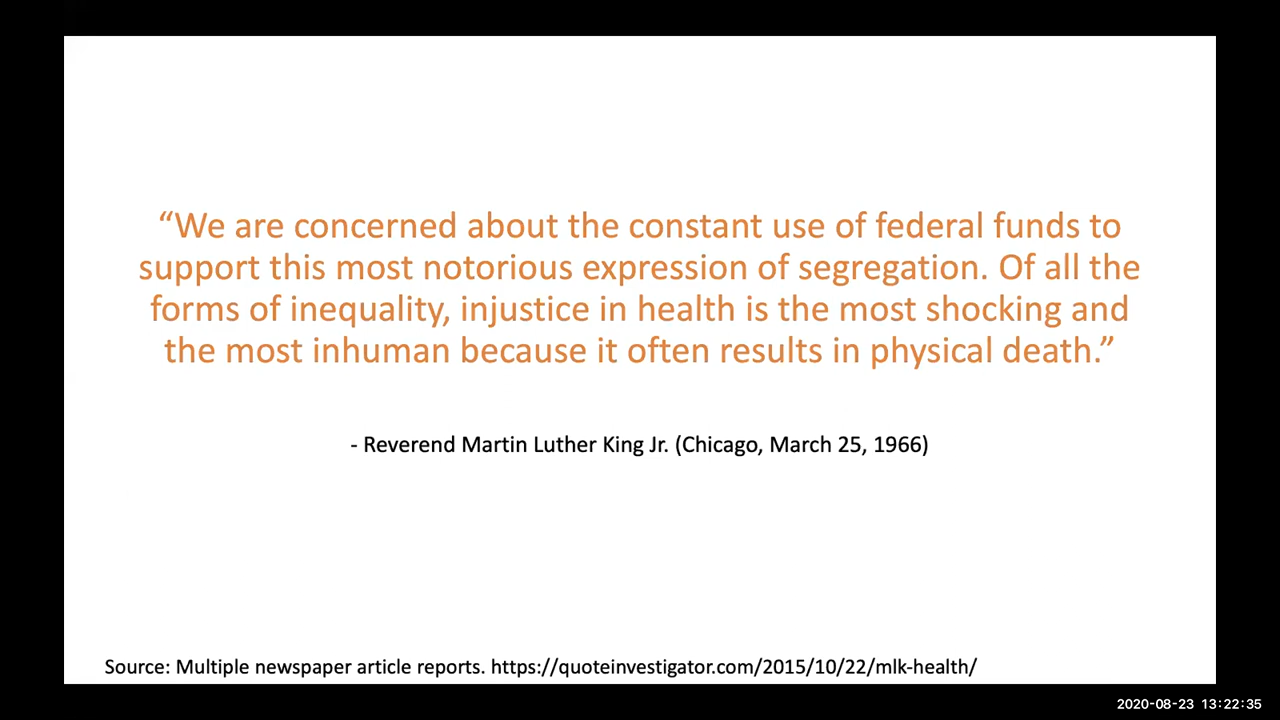 “We are concerned about the constant use of federal funds to
support this most notorious expression of segregation. Of all the
forms of inequality, injustice in health is the most shocking and
the most inhuman because it often results in physical death.”
- Reverend Martin Luther King Jr. (Chicago, March 25, 1966)
Source: Multiple newspaper article reports. https://quoteinvestigator.com/2015/10/22/mlk-health/
2020-08-23 13:22:35